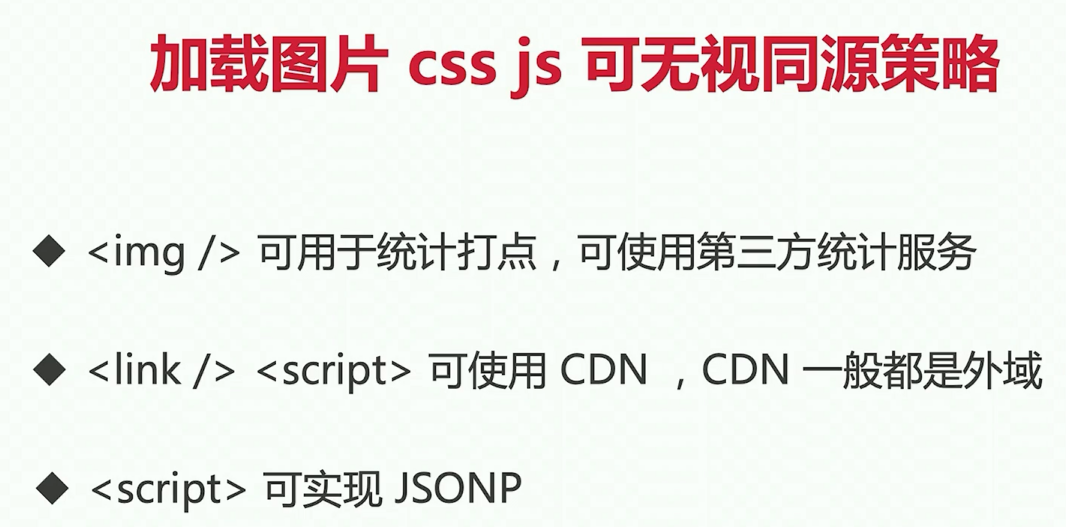 加载图片 css js 可无视同源策略
◆ <img /> 可用于统计打点，可使用第三方统计服务
◆ <link /> <script> 可使用 CDN ，CDN 一般都是外域
◆ <script> 可实现 JSONP